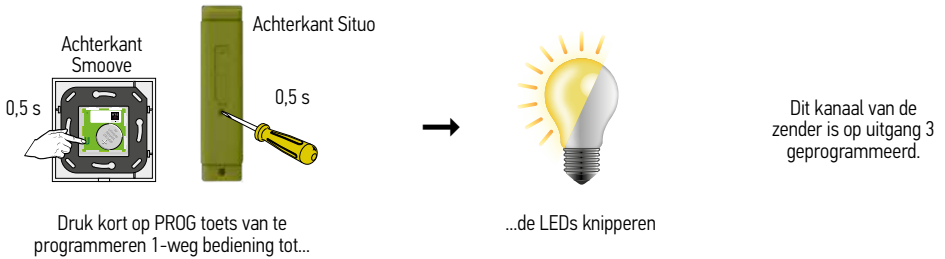 Achterkant
Smoove
0,5 s
Achterkant Situo
0,5 s
Druk kort op PROG toets van te
programmeren 1-weg bediening tot...
...de LEDs knipperen
Dit kanaal van de
zender is op uitgang 3
geprogrammeerd.